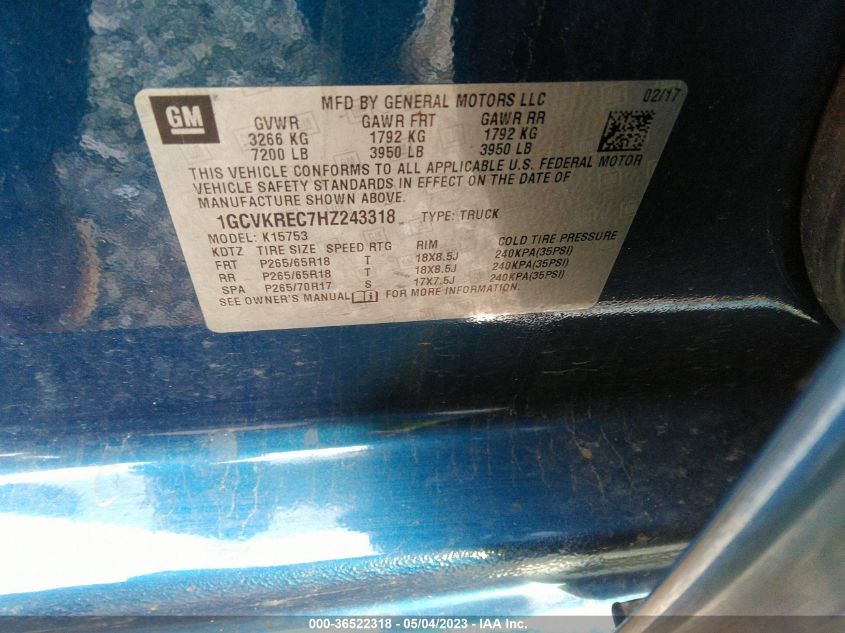 GM
MFD BY GENERAL MOTORS LLC
02/17
GVWR GAWR FRT GAWR RR
3266 KG 1792 KG 1792 KG
7200 LB 3950 LB 3950 LB
THIS VEHICLE CONFORMS TO ALL APPLICABLE U.S. FEDERAL MOTOR
VEHICLE SAFETY STANDARDS IN EFFECT ON THE DATE OF
MANUFACTURE SHOWN ABOVE.
1GCVKREC7HZ243318 TYPE: TRUCK
MODEL: K15753
KDTZ TIRE SIZE SPEED RTG RIM COLD TIRE PRESSURE
FRT P265/65R18 T 18X8.5J 240KPA(35PSI)
RR P265/65R18 T 18X8.5J 240KPA(35PSI)
SPA P265/70R17 S 17X7.5J 240KPA(35PSI)
SEE OWNER'S MANUAL FOR MORE INFORMATION.
000-36522318 - 05/04/2023 - IAA Inc.